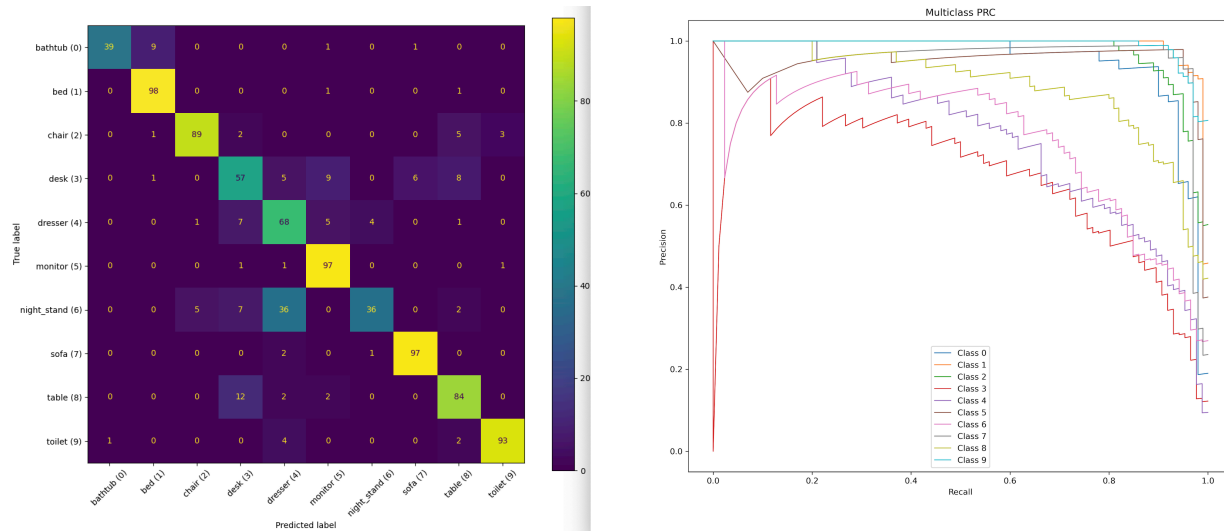 bathtub (0) 39 9 0 0 0 1 0 1 0 0
bed (1) 0 98 0 0 0 1 0 0 1 0
chair (2) 0 1 89 2 0 0 0 0 5 3
desk (3) 0 1 0 57 5 9 0 6 8 0
dresser (4) 0 0 1 7 68 5 4 0 1 0
monitor (5) 0 0 0 1 1 97 0 0 0 1
night_stand (6) 0 0 5 7 36 0 36 0 2 0
sofa (7) 0 0 0 0 2 0 1 97 0 0
table (8) 0 0 0 12 2 2 0 0 84 0
toilet (9) 1 0 0 0 4 0 0 0 2 93
bathtub (0) bed (1) chair (2) desk (3) dresser (4) monitor (5) night_stand (6) sofa (7) table (8) toilet (9)
True label
Predicted label
80
60
40
20
0
Multiclass PRC
1.0
0.8
0.6
0.4
0.2
0.0
Precision
0.0 0.2 0.4 0.6 0.8 1.0
Recall
Class 0
Class 1
Class 2
Class 3
Class 4
Class 5
Class 6
Class 7
Class 8
Class 9